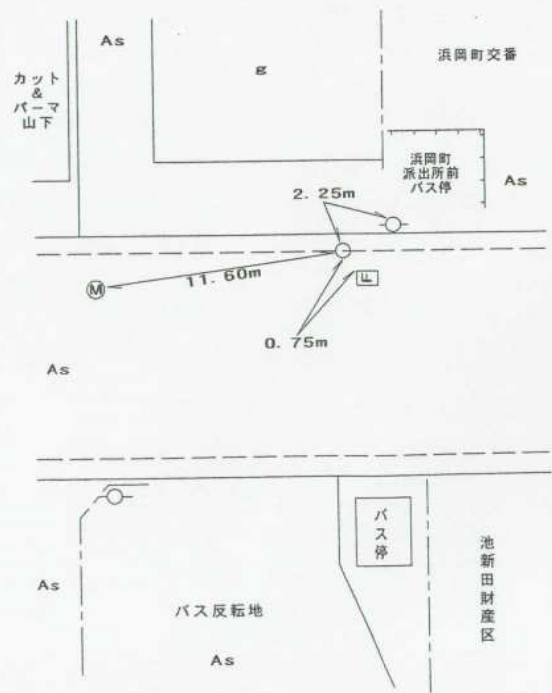 As
浜岡町交番
カット
&
パーマ
山下
g
浜岡町
派出所前
バス停
As
2. 25m
11. 60m
M
F
0. 75m
As
バス停
池新田財産区
As
バス反転地
As